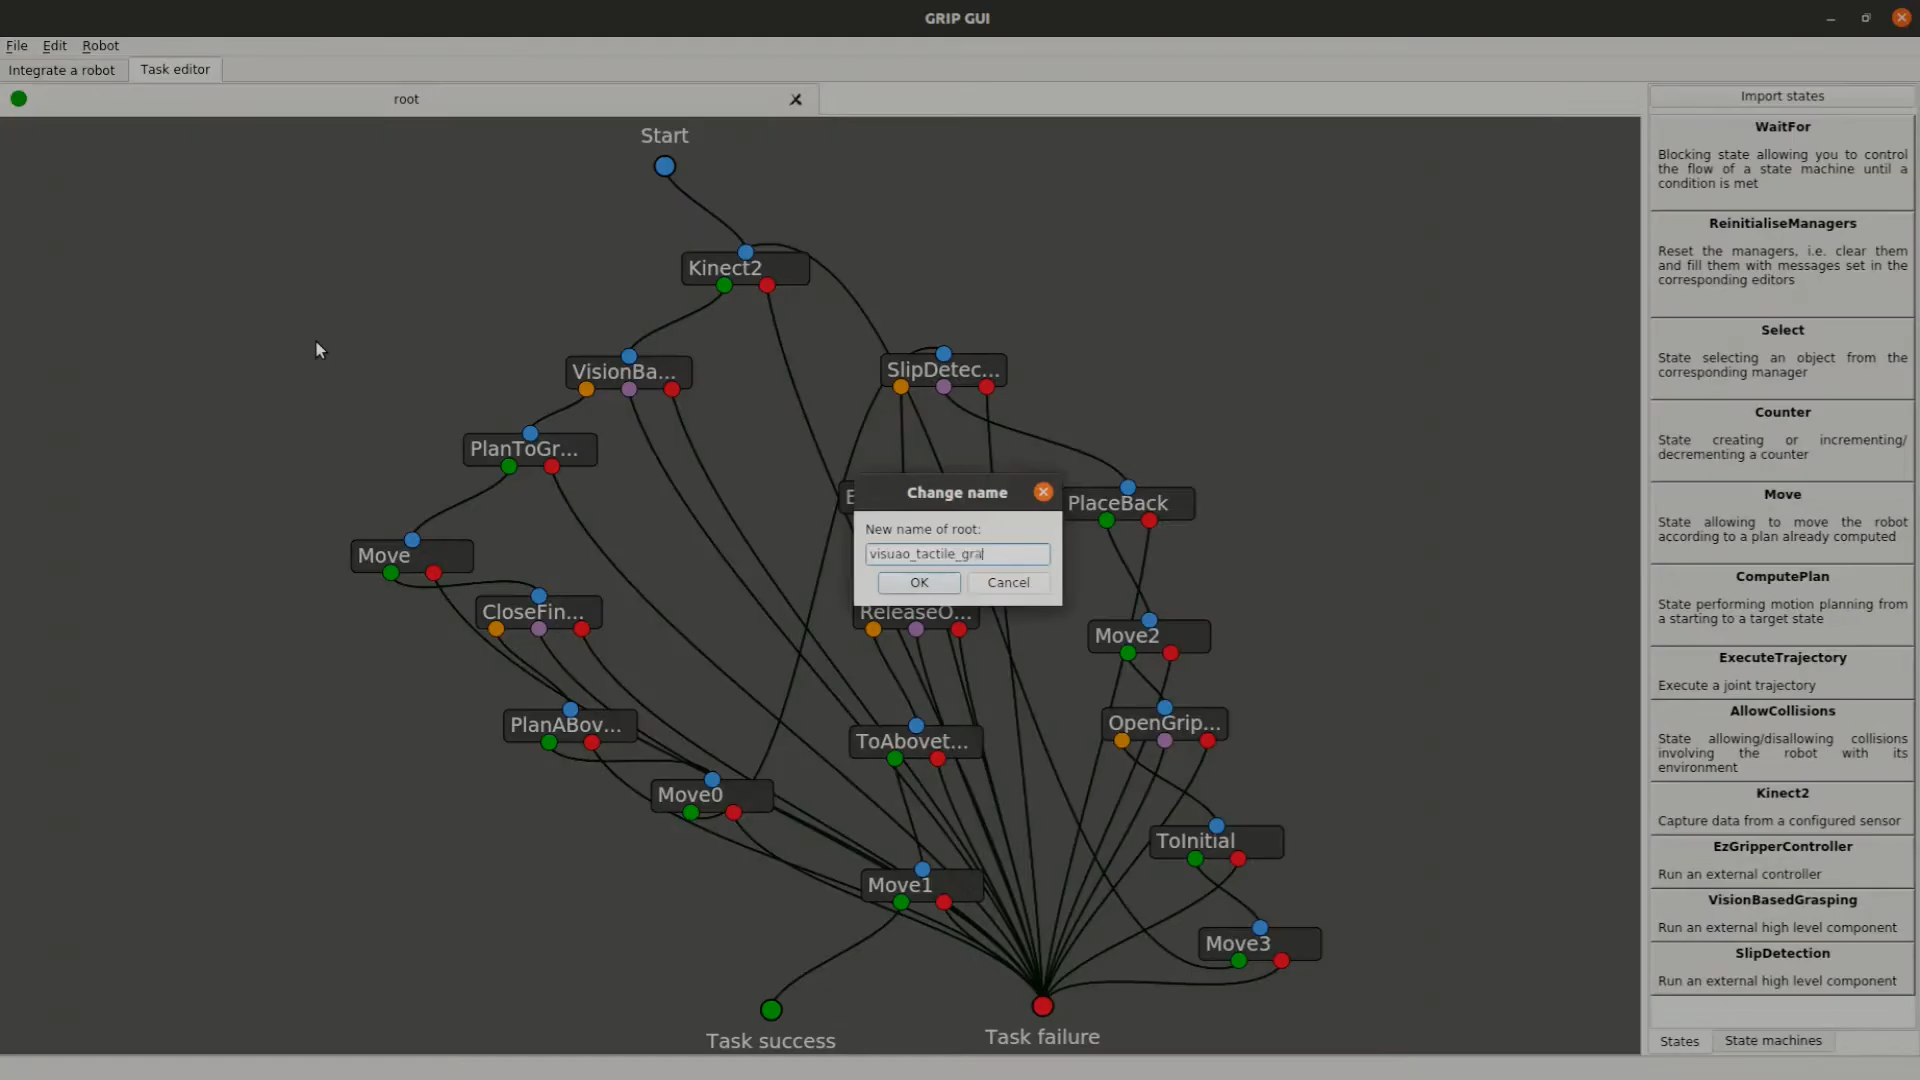 GRIP GUI
File Edit Robot
Integrate a robot
Task editor
root
Start
Kinect2
VisionBa...
SlipDetec...
PlanToGr...
PlaceBack
Move
CloseFin...
ReleaseO...
Move2
PlanABov...
ToAbovet...
OpenGrip...
Move0
ToInitial
Move1
Move3
Task success
Task failure
Change name
New name of root:
visuao_tactile_gra
OK
Cancel
Import states
WaitFor
Blocking state allowing you to control
the flow of a state machine until a
condition is met
ReinitialiseManagers
Reset the managers, i.e. clear them
and fill them with messages set in the
corresponding editors
Select
State selecting an object from the
corresponding manager
Counter
State creating or incrementing/
decrementing a counter
Move
State allowing to move the robot
according to a plan already computed
ComputePlan
State performing motion planning from
a starting to a target state
ExecuteTrajectory
Execute a joint trajectory
AllowCollisions
State allowing/disallowing collisions
involving the robot with its
environment
Kinect2
Capture data from a configured sensor
EzGripperController
Run an external controller
VisionBasedGrasping
Run an external high level component
SlipDetection
Run an external high level component
States
State machines